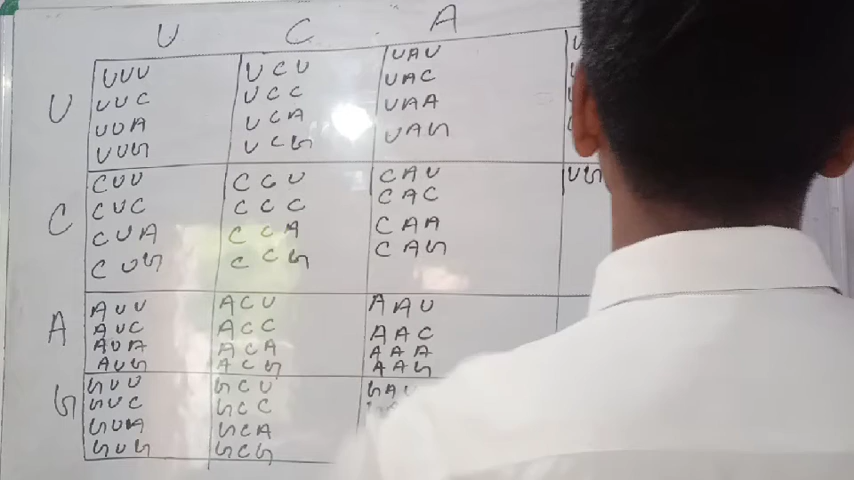 U C A
U
UUU UCU UAU
UUC UCC UAC
UUA UCA UAA
UUG UCG UAG
C
CUU CCU CAU UG
CUC CCC CAC
CUA CCA CAA
CUG CCG CAG
A
AUU ACU AAU
AUC ACC AAC
AUA ACA AAA
AUG ACG AAG
G
GUU GCU GAU
GUC GCC
GUA GCA
GUG GCG